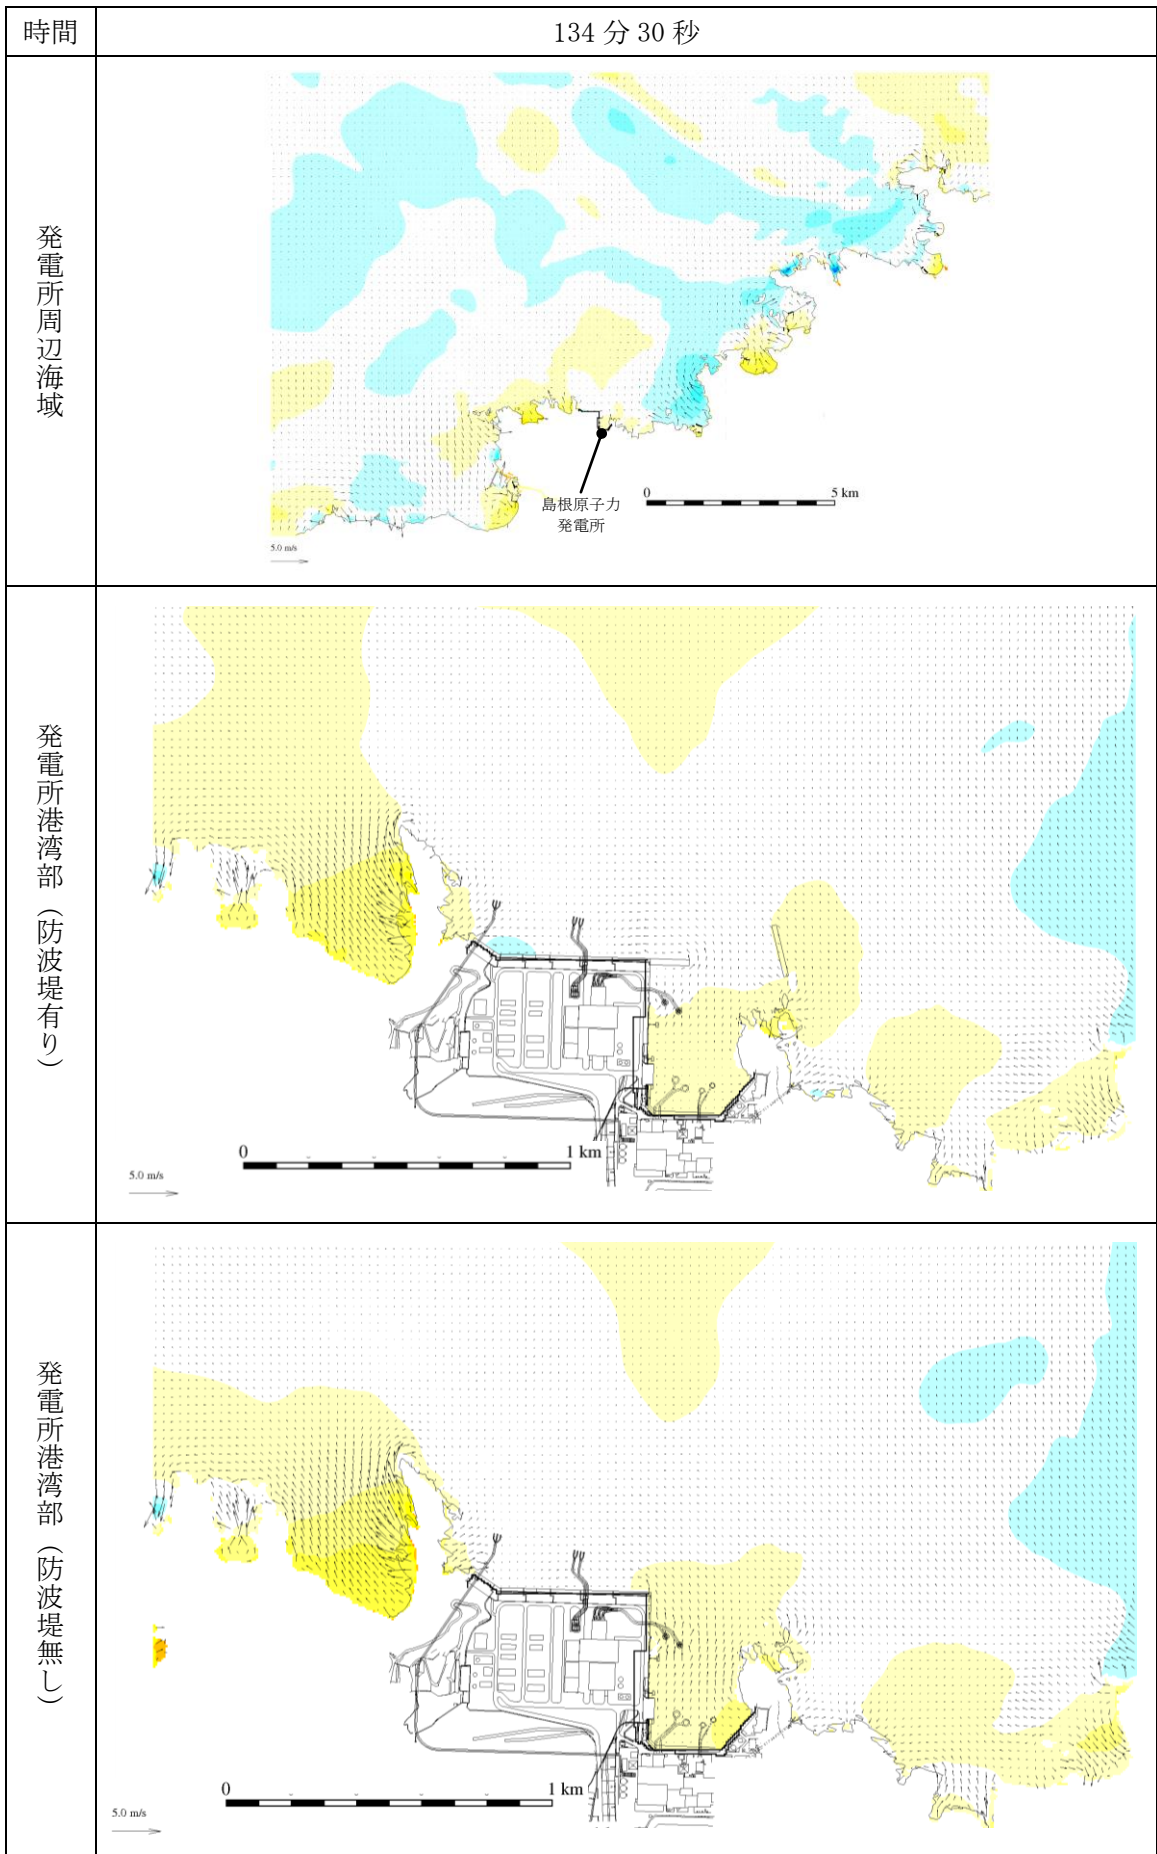 時間
134 分 30 秒
発電所周辺海域
島根原子力
発電所
0 5 km
5.0 m/s
発電所港湾部（防波堤有り）
0 1 km
5.0 m/s
発電所港湾部（防波堤無し）
0 1 km
5.0 m/s